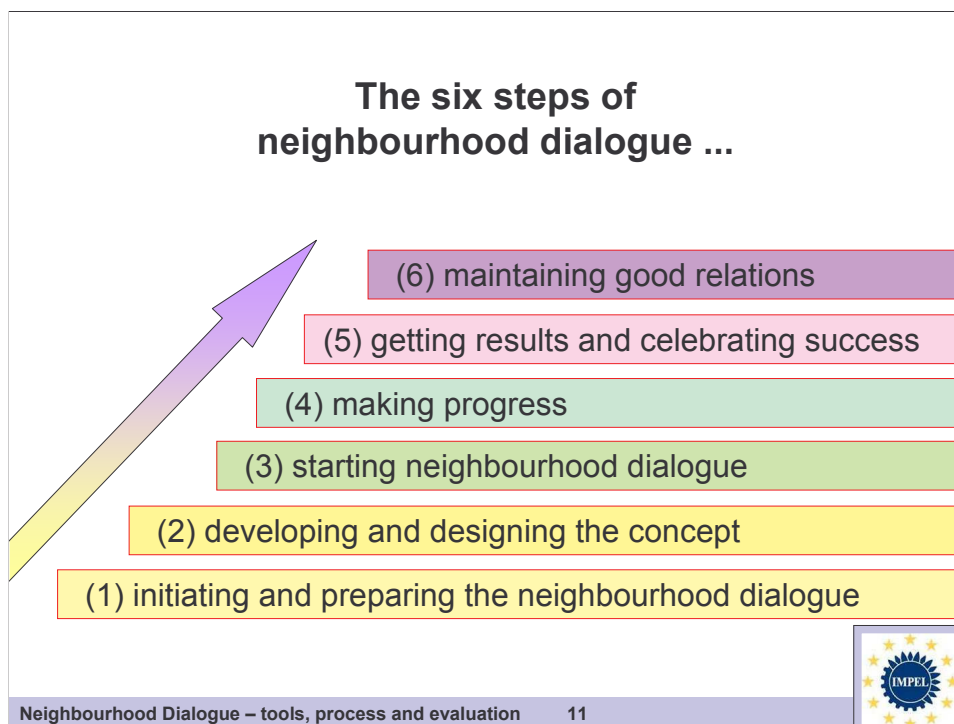 The six steps of
neighbourhood dialogue ...
(6) maintaining good relations
(5) getting results and celebrating success
(4) making progress
(3) starting neighbourhood dialogue
(2) developing and designing the concept
(1) initiating and preparing the neighbourhood dialogue
IMPEL
Neighbourhood Dialogue – tools, process and evaluation 11